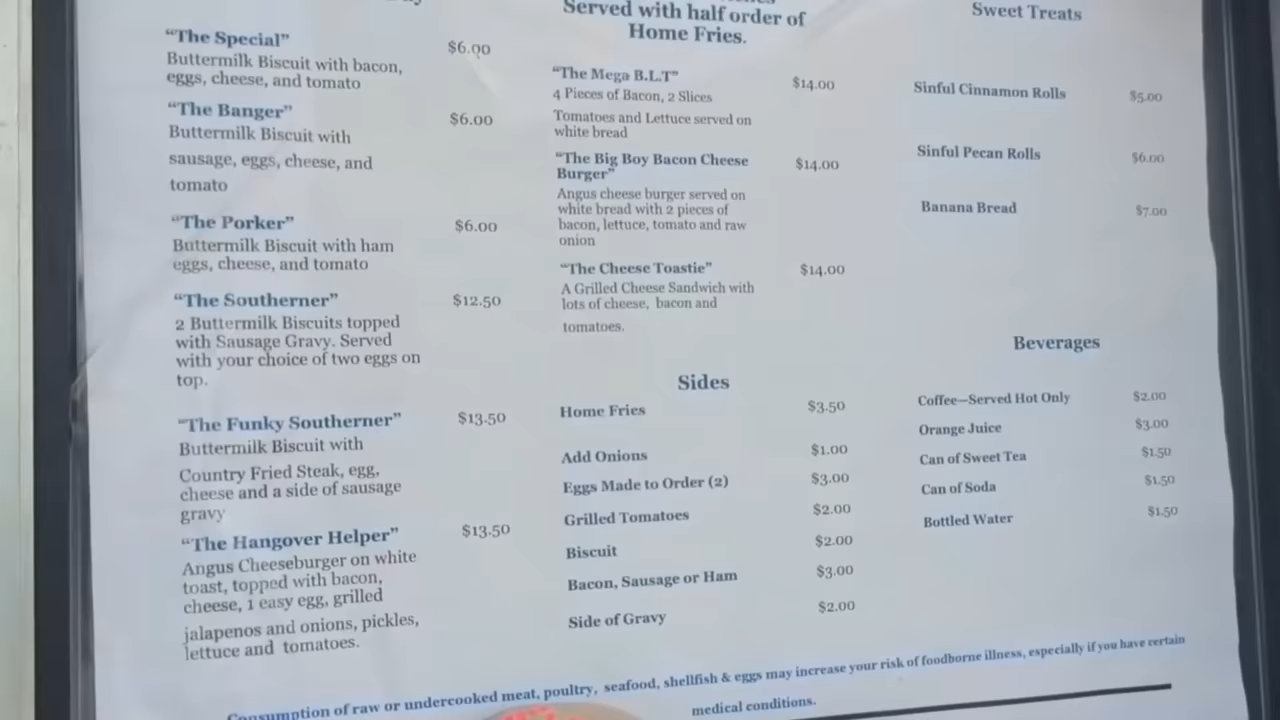 "The Special" $6.00
Buttermilk Biscuit with bacon,
eggs, cheese, and tomato
"The Banger" $6.00
Buttermilk Biscuit with
sausage, eggs, cheese, and
tomato
"The Porker" $6.00
Buttermilk Biscuit with ham
eggs, cheese, and tomato
"The Southerner" $12.50
2 Buttermilk Biscuits topped
with Sausage Gravy. Served
with your choice of two eggs on
top.
"The Funky Southerner" $13.50
Buttermilk Biscuit with
Country Fried Steak, egg,
cheese and a side of sausage
gravy
"The Hangover Helper" $13.50
Angus Cheeseburger on white
toast, topped with bacon,
cheese, 1 easy egg, grilled
jalapenos and onions, pickles,
lettuce and tomatoes.
Served with half order of
Home Fries.
"The Mega B.L.T" $14.00
4 Pieces of Bacon, 2 Slices
Tomatoes and Lettuce served on
white bread
"The Big Boy Bacon Cheese $14.00
Burger"
Angus cheese burger served on
white bread with 2 pieces of
bacon, lettuce, tomato and raw
onion
"The Cheese Toastie" $14.00
A Grilled Cheese Sandwich with
lots of cheese, bacon and
tomatoes.
Sides
Home Fries $3.50
Add Onions $1.00
Eggs Made to Order (2) $3.00
Grilled Tomatoes $2.00
Biscuit $2.00
Bacon, Sausage or Ham $3.00
Side of Gravy $2.00
Sweet Treats
Sinful Cinnamon Rolls $5.00
Sinful Pecan Rolls $6.00
Banana Bread $7.00
Beverages
Coffee—Served Hot Only $2.00
Orange Juice $3.00
Can of Sweet Tea $1.50
Can of Soda $1.50
Bottled Water $1.50
Consumption of raw or undercooked meat, poultry, seafood, shellfish & eggs may increase your risk of foodborne illness, especially if you have certain
medical conditions.